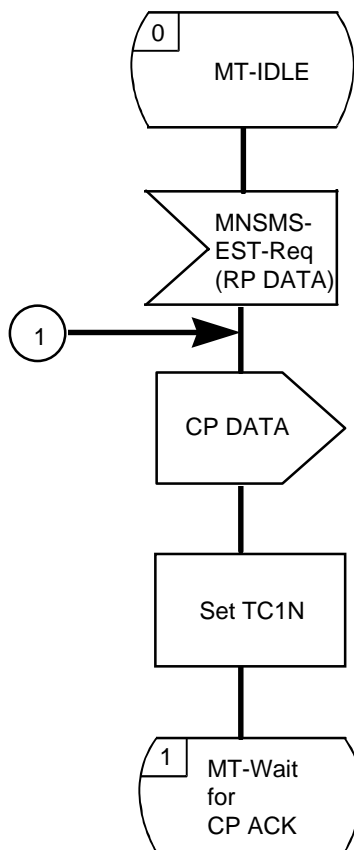 0
MT-IDLE
MNSMS-
EST-Req
(RP DATA)
1
CP DATA
Set TC1N
1
MT-Wait
for
CP ACK